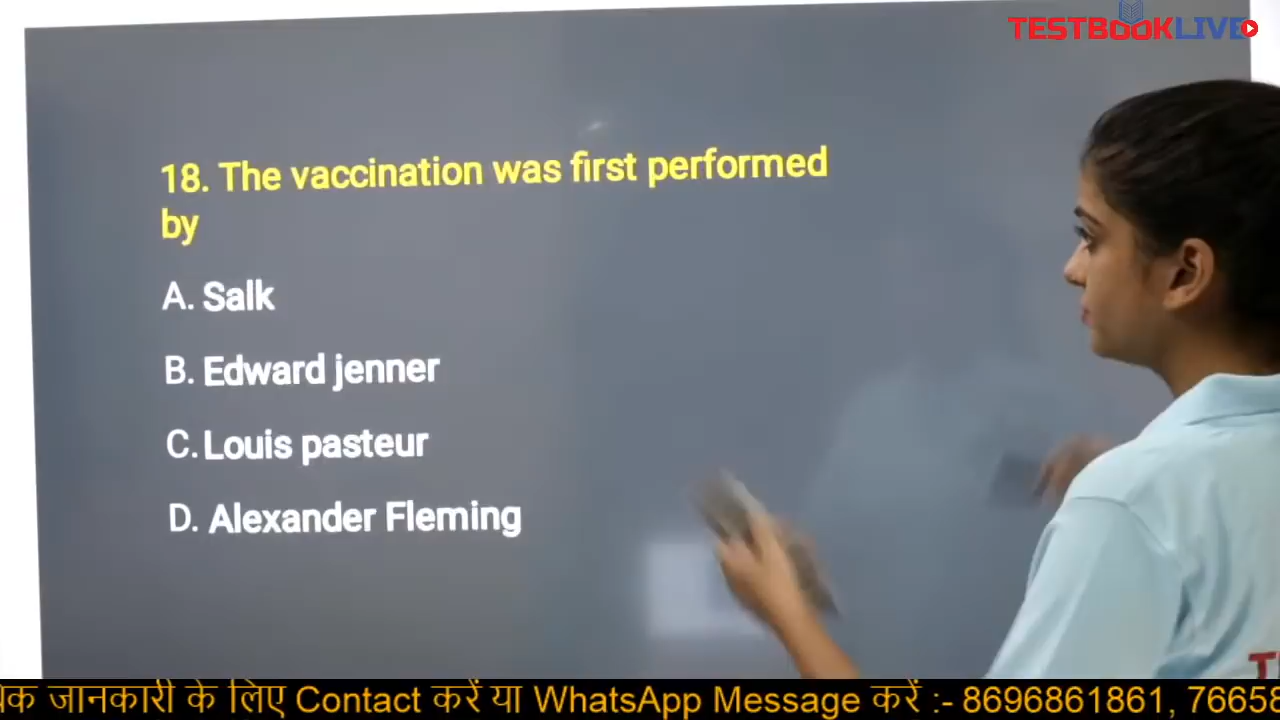 TESTBOOKLIVE
18. The vaccination was first performed
by
A. Salk
B. Edward jenner
C. Louis pasteur
D. Alexander Fleming
जानकारी के लिए Contact करें या WhatsApp Message करें :- 8696861861, 76658